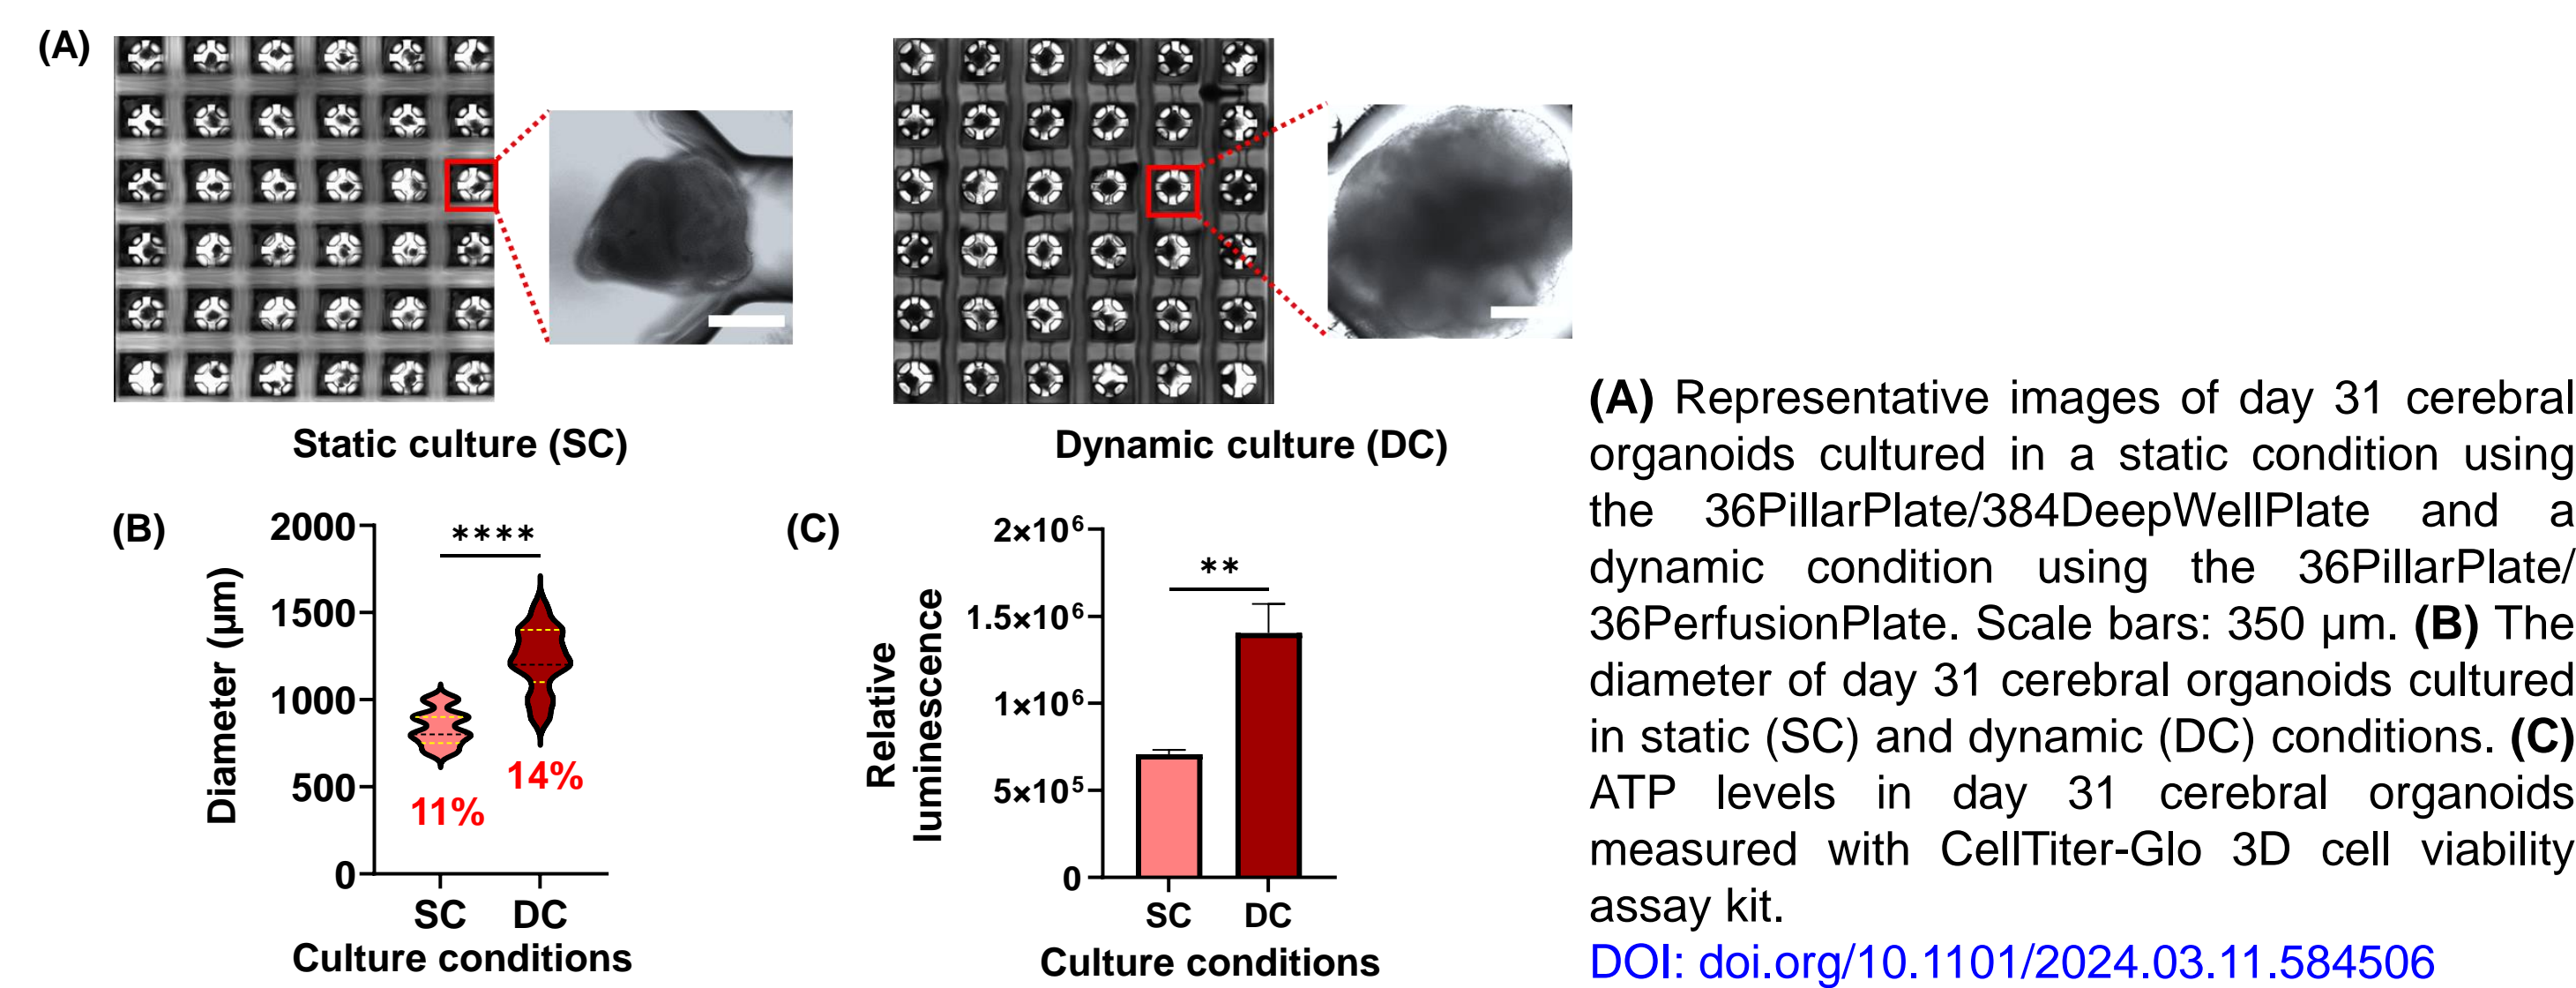 (A)
Static culture (SC)
Dynamic culture (DC)
(B)
2000
1500
1000
500
0
Diameter (µm)
****
11%
14%
SC DC
Culture conditions
(C)
2×10⁶
1.5×10⁶
1×10⁶
5×10⁵
0
Relative
luminescence
**
SC DC
Culture conditions
(A) Representative images of day 31 cerebral
organoids cultured in a static condition using
the 36PillarPlate/384DeepWellPlate and a
dynamic condition using the 36PillarPlate/
36PerfusionPlate. Scale bars: 350 µm. (B) The
diameter of day 31 cerebral organoids cultured
in static (SC) and dynamic (DC) conditions. (C)
ATP levels in day 31 cerebral organoids
measured with CellTiter-Glo 3D cell viability
assay kit.
DOI: doi.org/10.1101/2024.03.11.584506